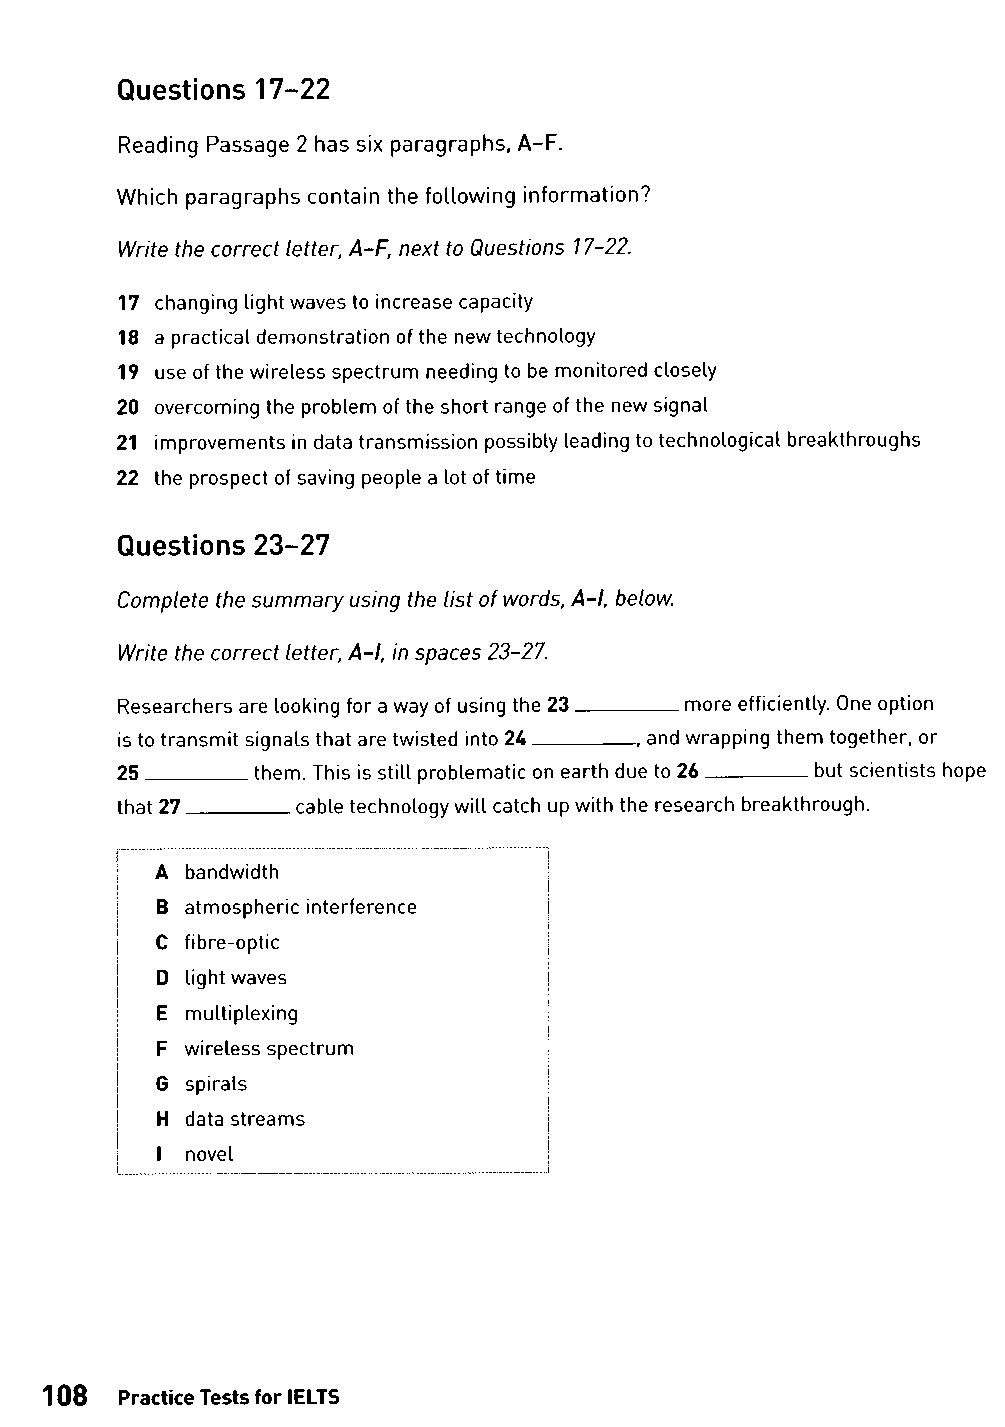 Questions 17–22
Reading Passage 2 has six paragraphs, A–F.
Which paragraphs contain the following information?
Write the correct letter, A–F, next to Questions 17–22.
17 changing light waves to increase capacity
18 a practical demonstration of the new technology
19 use of the wireless spectrum needing to be monitored closely
20 overcoming the problem of the short range of the new signal
21 improvements in data transmission possibly leading to technological breakthroughs
22 the prospect of saving people a lot of time
Questions 23–27
Complete the summary using the list of words, A–I, below.
Write the correct letter, A–I, in spaces 23–27.
Researchers are looking for a way of using the 23 __________ more efficiently. One option
is to transmit signals that are twisted into 24 __________, and wrapping them together, or
25 __________ them. This is still problematic on earth due to 26 __________ but scientists hope
that 27 __________ cable technology will catch up with the research breakthrough.
A bandwidth
B atmospheric interference
C fibre-optic
D light waves
E multiplexing
F wireless spectrum
G spirals
H data streams
I novel
108 Practice Tests for IELTS